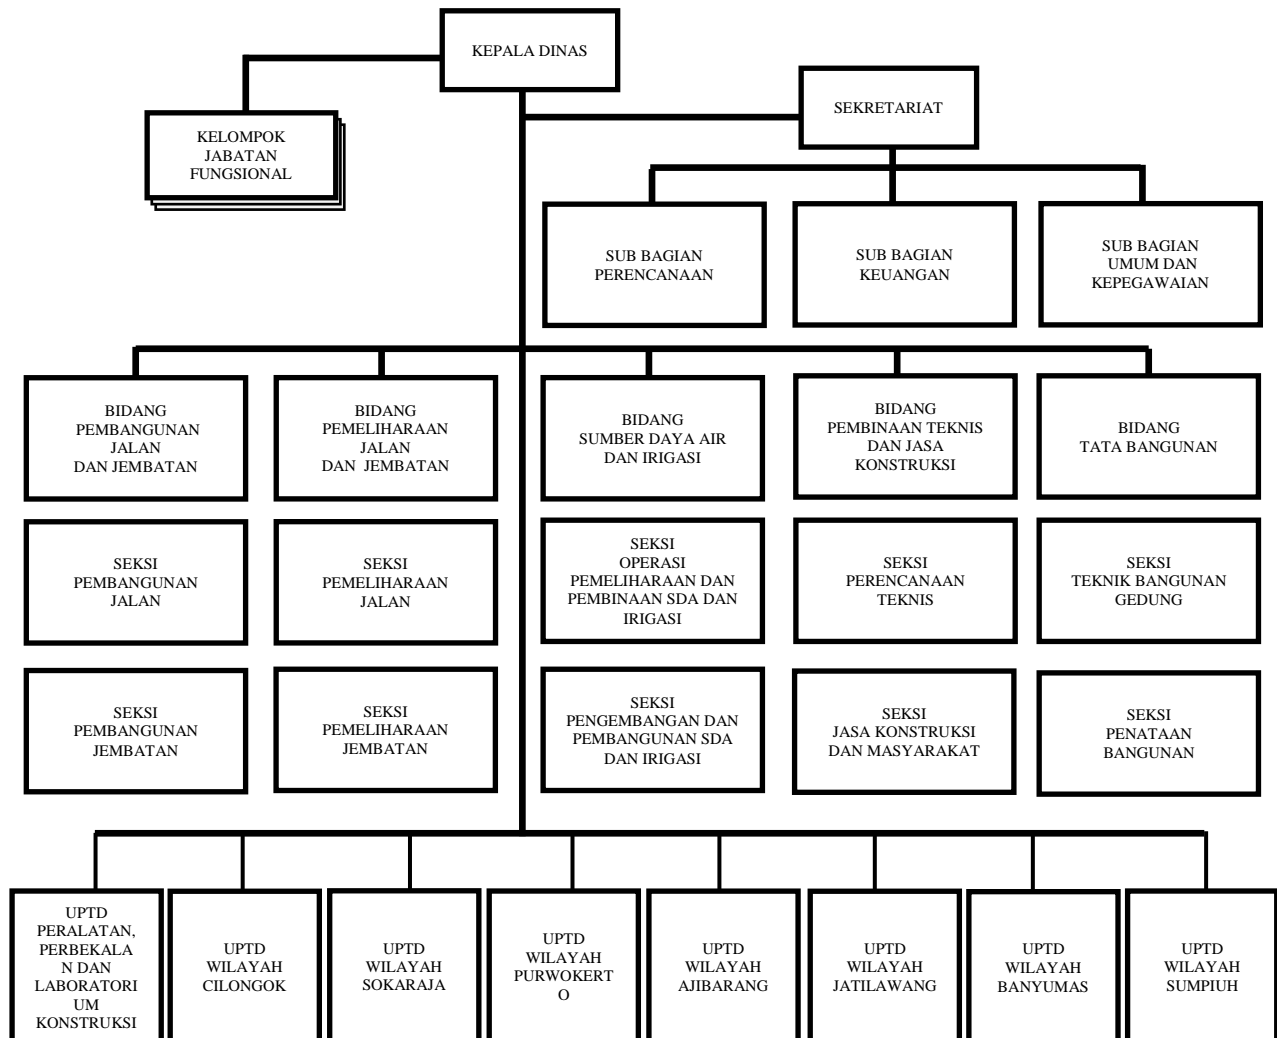 KEPALA DINAS
SEKRETARIAT
KELOMPOK
JABATAN
FUNGSIONAL
SUB BAGIAN
PERENCANAAN
SUB BAGIAN
KEUANGAN
SUB BAGIAN
UMUM DAN
KEPEGAWAIAN
BIDANG
PEMBANGUNAN
JALAN
DAN JEMBATAN
BIDANG
PEMELIHARAAN
JALAN
DAN JEMBATAN
BIDANG
SUMBER DAYA AIR
DAN IRIGASI
BIDANG
PEMBINAAN TEKNIS
DAN JASA
KONSTRUKSI
BIDANG
TATA BANGUNAN
SEKSI
PEMBANGUNAN
JALAN
SEKSI
PEMELIHARAAN
JALAN
SEKSI
OPERASI
PEMELIHARAAN DAN
PEMBINAAN SDA DAN
IRIGASI
SEKSI
PERENCANAAN
TEKNIS
SEKSI
TEKNIK BANGUNAN
GEDUNG
SEKSI
PEMBANGUNAN
JEMBATAN
SEKSI
PEMELIHARAAN
JEMBATAN
SEKSI
PENGEMBANGAN DAN
PEMBANGUNAN SDA
DAN IRIGASI
SEKSI
JASA KONSTRUKSI
DAN MASYARAKAT
SEKSI
PENATAAN
BANGUNAN
UPTD
PERALATAN,
PERBEKALA
N DAN
LABORATORI
UM
KONSTRUKSI
UPTD
WILAYAH
CILONGOK
UPTD
WILAYAH
SOKARAJA
UPTD
WILAYAH
PURWOKERT
O
UPTD
WILAYAH
AJIBARANG
UPTD
WILAYAH
JATILAWANG
UPTD
WILAYAH
BANYUMAS
UPTD
WILAYAH
SUMPIUH